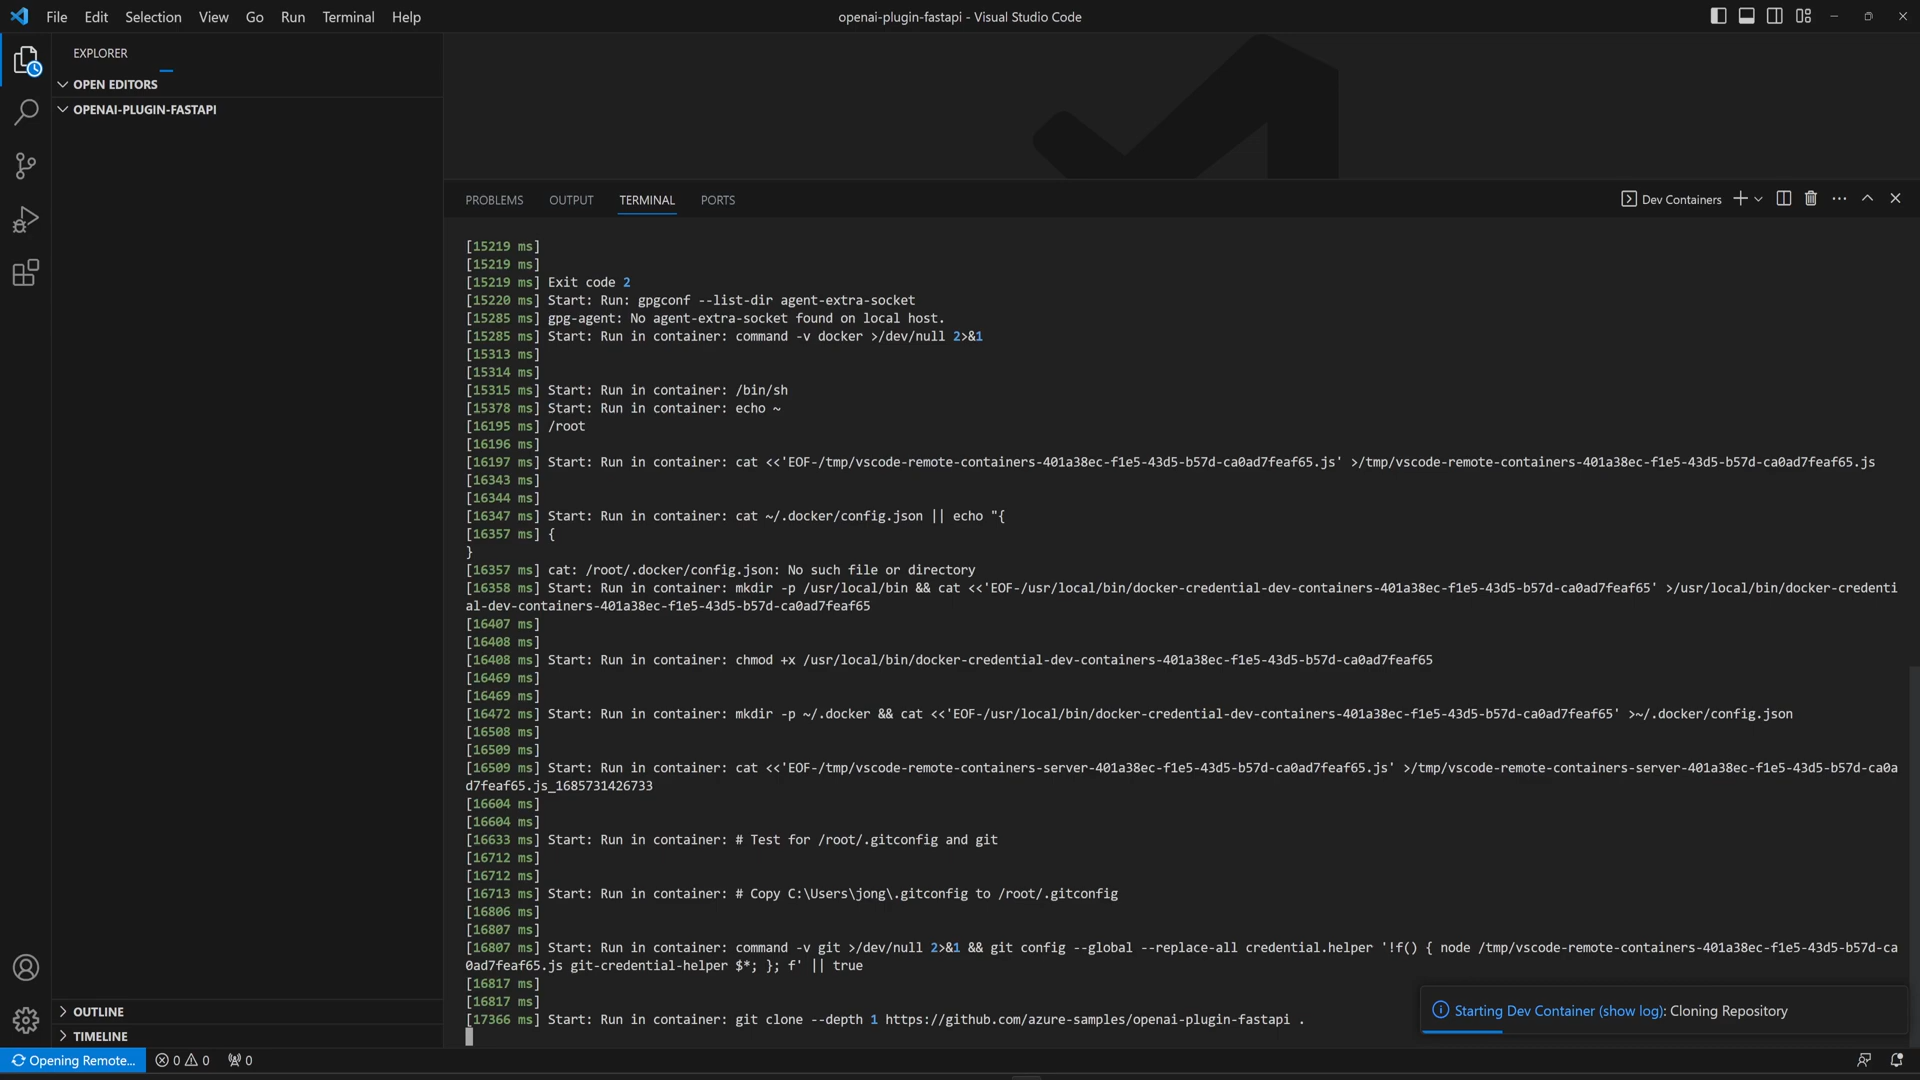 File Edit Selection View Go Run Terminal Help
openai-plugin-fastapi - Visual Studio Code
EXPLORER
OPEN EDITORS
OPENAI-PLUGIN-FASTAPI
PROBLEMS OUTPUT TERMINAL PORTS
Dev Containers
[15219 ms]
[15219 ms]
[15219 ms] Exit code 2
[15220 ms] Start: Run: gpgconf --list-dir agent-extra-socket
[15285 ms] gpg-agent: No agent-extra-socket found on local host.
[15285 ms] Start: Run in container: command -v docker >/dev/null 2>&1
[15313 ms]
[15314 ms]
[15315 ms] Start: Run in container: /bin/sh
[15378 ms] Start: Run in container: echo ~
[16195 ms] /root
[16196 ms]
[16197 ms] Start: Run in container: cat <<'EOF-/tmp/vscode-remote-containers-401a38ec-f1e5-43d5-b57d-ca0ad7feaf65.js' >/tmp/vscode-remote-containers-401a38ec-f1e5-43d5-b57d-ca0ad7feaf65.js
[16343 ms]
[16344 ms]
[16347 ms] Start: Run in container: cat ~/.docker/config.json || echo "{
[16357 ms] {
}
[16357 ms] cat: /root/.docker/config.json: No such file or directory
[16358 ms] Start: Run in container: mkdir -p /usr/local/bin && cat <<'EOF-/usr/local/bin/docker-credential-dev-containers-401a38ec-f1e5-43d5-b57d-ca0ad7feaf65' >/usr/local/bin/docker-credenti
al-dev-containers-401a38ec-f1e5-43d5-b57d-ca0ad7feaf65
[16407 ms]
[16408 ms]
[16408 ms] Start: Run in container: chmod +x /usr/local/bin/docker-credential-dev-containers-401a38ec-f1e5-43d5-b57d-ca0ad7feaf65
[16469 ms]
[16469 ms]
[16472 ms] Start: Run in container: mkdir -p ~/.docker && cat <<'EOF-/usr/local/bin/docker-credential-dev-containers-401a38ec-f1e5-43d5-b57d-ca0ad7feaf65' >~/.docker/config.json
[16508 ms]
[16509 ms]
[16509 ms] Start: Run in container: cat <<'EOF-/tmp/vscode-remote-containers-server-401a38ec-f1e5-43d5-b57d-ca0ad7feaf65.js' >/tmp/vscode-remote-containers-server-401a38ec-f1e5-43d5-b57d-ca0a
d7feaf65.js_1685731426733
[16604 ms]
[16604 ms]
[16633 ms] Start: Run in container: # Test for /root/.gitconfig and git
[16712 ms]
[16712 ms]
[16713 ms] Start: Run in container: # Copy C:\Users\jong\.gitconfig to /root/.gitconfig
[16806 ms]
[16807 ms]
[16807 ms] Start: Run in container: command -v git >/dev/null 2>&1 && git config --global --replace-all credential.helper '!f() { node /tmp/vscode-remote-containers-401a38ec-f1e5-43d5-b57d-ca
0ad7feaf65.js git-credential-helper $*; }; f' || true
[16817 ms]
[16817 ms]
[17366 ms] Start: Run in container: git clone --depth 1 https://github.com/azure-samples/openai-plugin-fastapi .
Starting Dev Container (show log): Cloning Repository
OUTLINE
TIMELINE
Opening Remote... 0 0 0